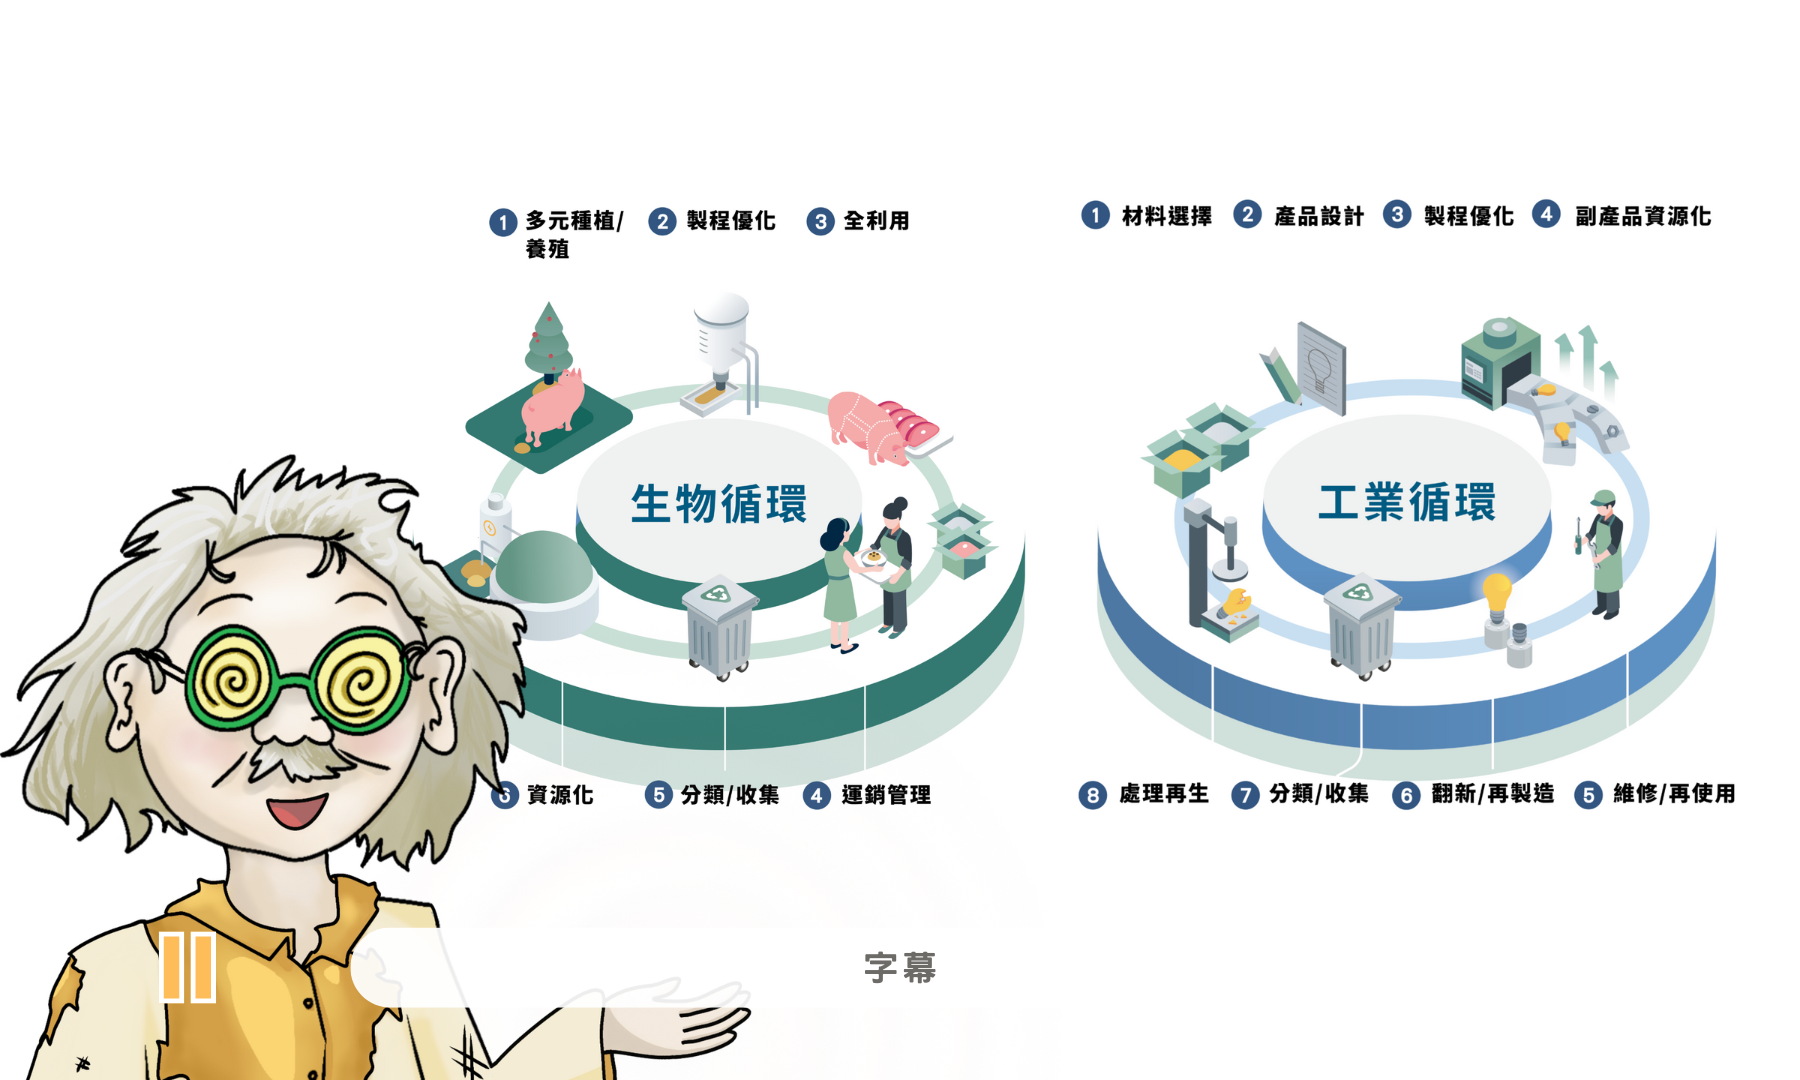 1 多元種植/
養殖
2 製程優化
3 全利用
生物循環
6 資源化
5 分類/收集
4 運銷管理
1 材料選擇
2 產品設計
3 製程優化
4 副產品資源化
工業循環
8 處理再生
7 分類/收集
6 翻新/再製造
5 維修/再使用
字幕